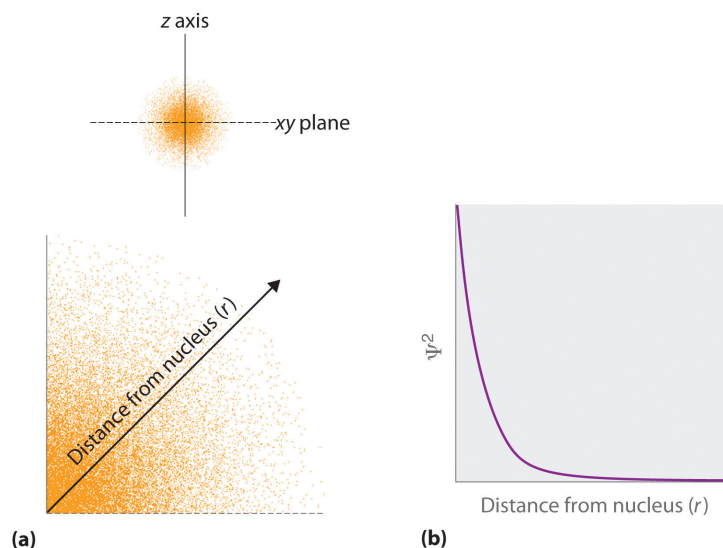 z axis
xy plane
Distance from nucleus (r)
(a)
Ψ²
Distance from nucleus (r)
(b)